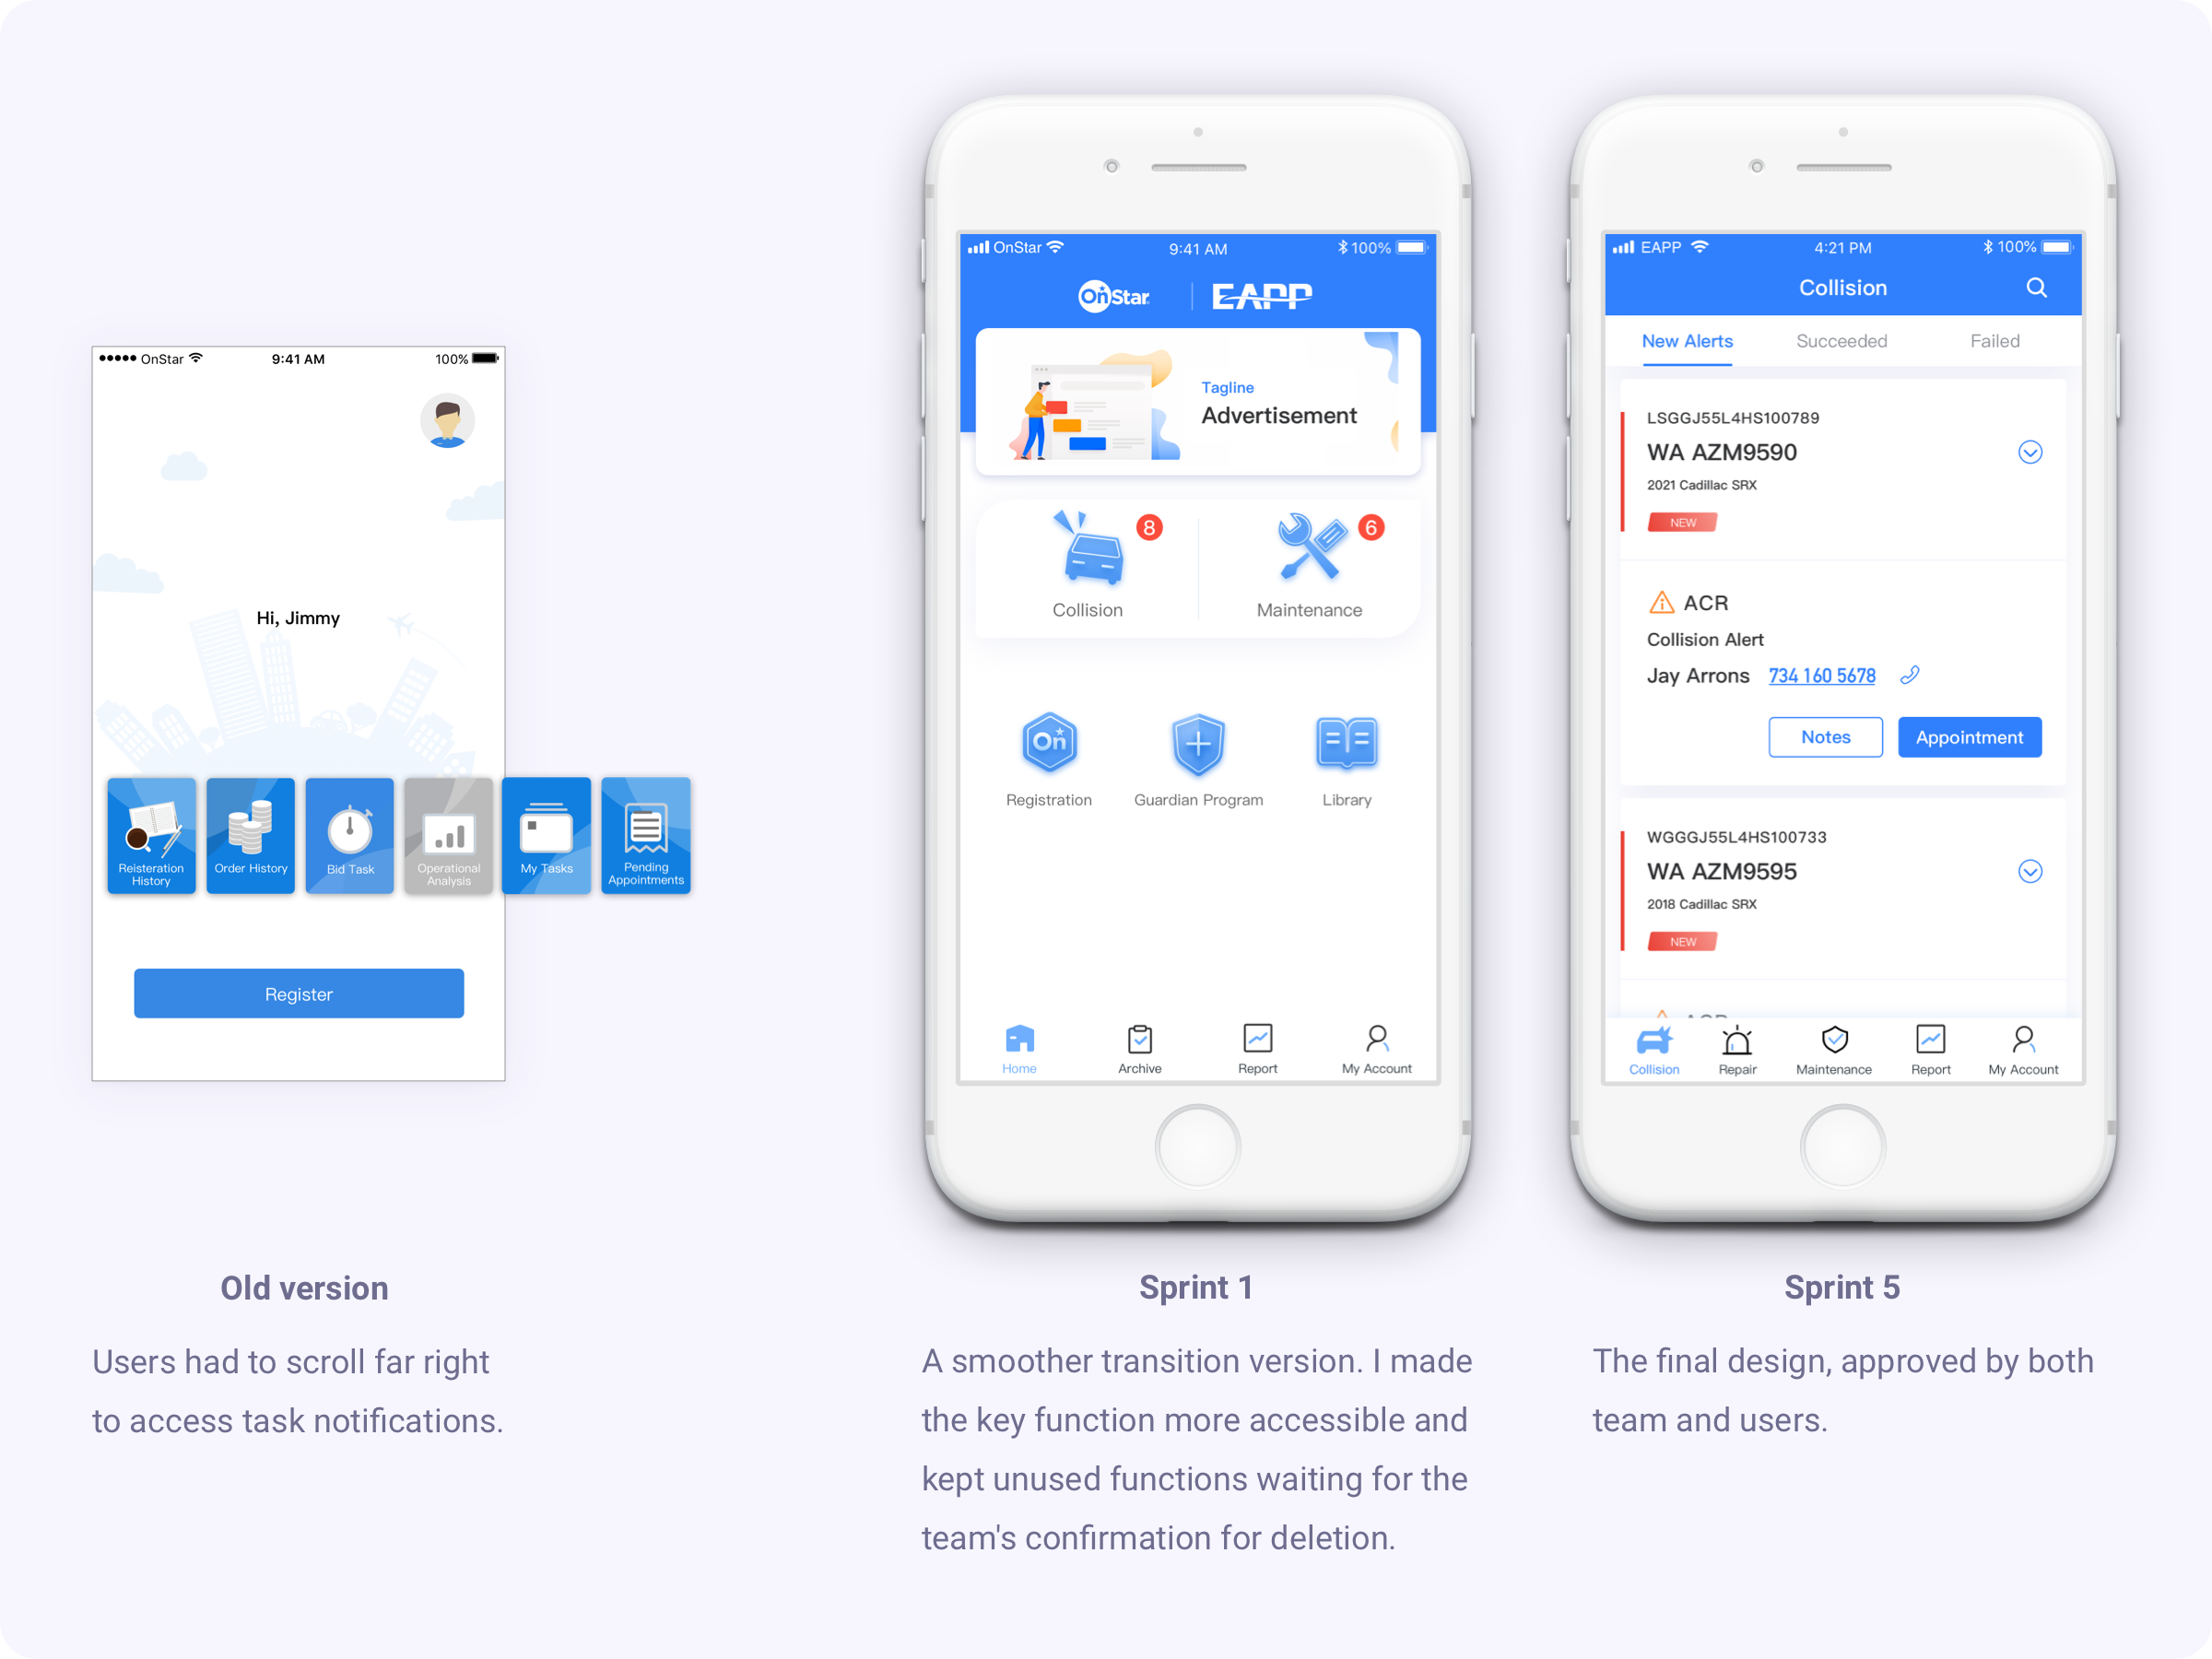 OnStar
9:41 AM
100%
Hi, Jimmy
Reisteration
History
Order History
Bid Task
Operational
Analysis
My Tasks
Pending
Appointments
Register
Old version
Users had to scroll far right
to access task notifications.
OnStar
9:41 AM
100%
OnStar
EAPP
Tagline
Advertisement
8
6
Collision
Maintenance
On
Registration
Guardian Program
Library
Home
Archive
Report
My Account
Sprint 1
A smoother transition version. I made
the key function more accessible and
kept unused functions waiting for the
team's confirmation for deletion.
EAPP
4:21 PM
100%
Collision
New Alerts
Succeeded
Failed
LSGGJ55L4HS100789
WA AZM9590
2021 Cadillac SRX
NEW
ACR
Collision Alert
Jay Arrons 734 160 5678
Notes
Appointment
WGGGJ55L4HS100733
WA AZM9595
2018 Cadillac SRX
NEW
ACR
Collision
Repair
Maintenance
Report
My Account
Sprint 5
The final design, approved by both
team and users.